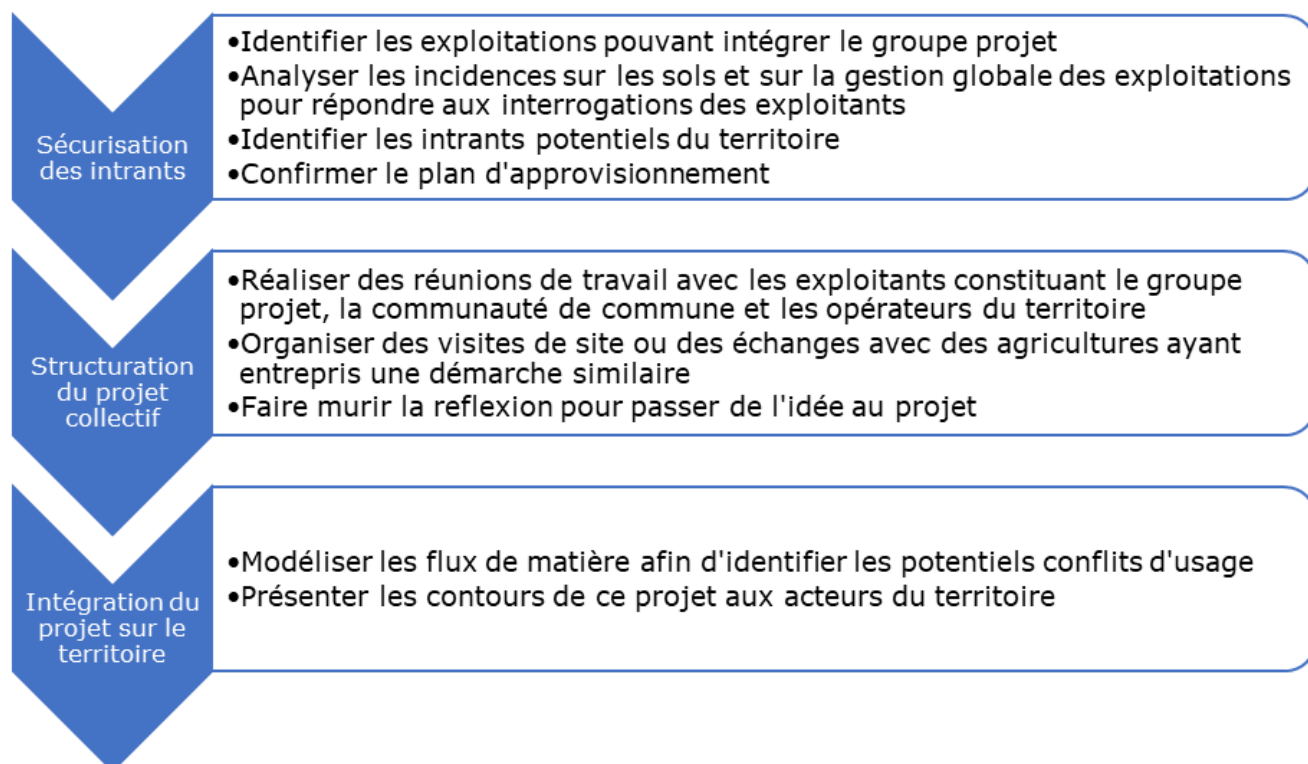 Sécurisation
des intrants
•Identifier les exploitations pouvant intégrer le groupe projet
•Analyser les incidences sur les sols et sur la gestion globale des exploitations
pour répondre aux interrogations des exploitants
•Identifier les intrants potentiels du territoire
•Confirmer le plan d'approvisionnement
Structuration
du projet
collectif
•Réaliser des réunions de travail avec les exploitants constituant le groupe
projet, la communauté de commune et les opérateurs du territoire
•Organiser des visites de site ou des échanges avec des agricultures ayant
entrepris une démarche similaire
•Faire murir la reflexion pour passer de l'idée au projet
Intégration du
projet sur le
territoire
•Modéliser les flux de matière afin d'identifier les potentiels conflits d'usage
•Présenter les contours de ce projet aux acteurs du territoire